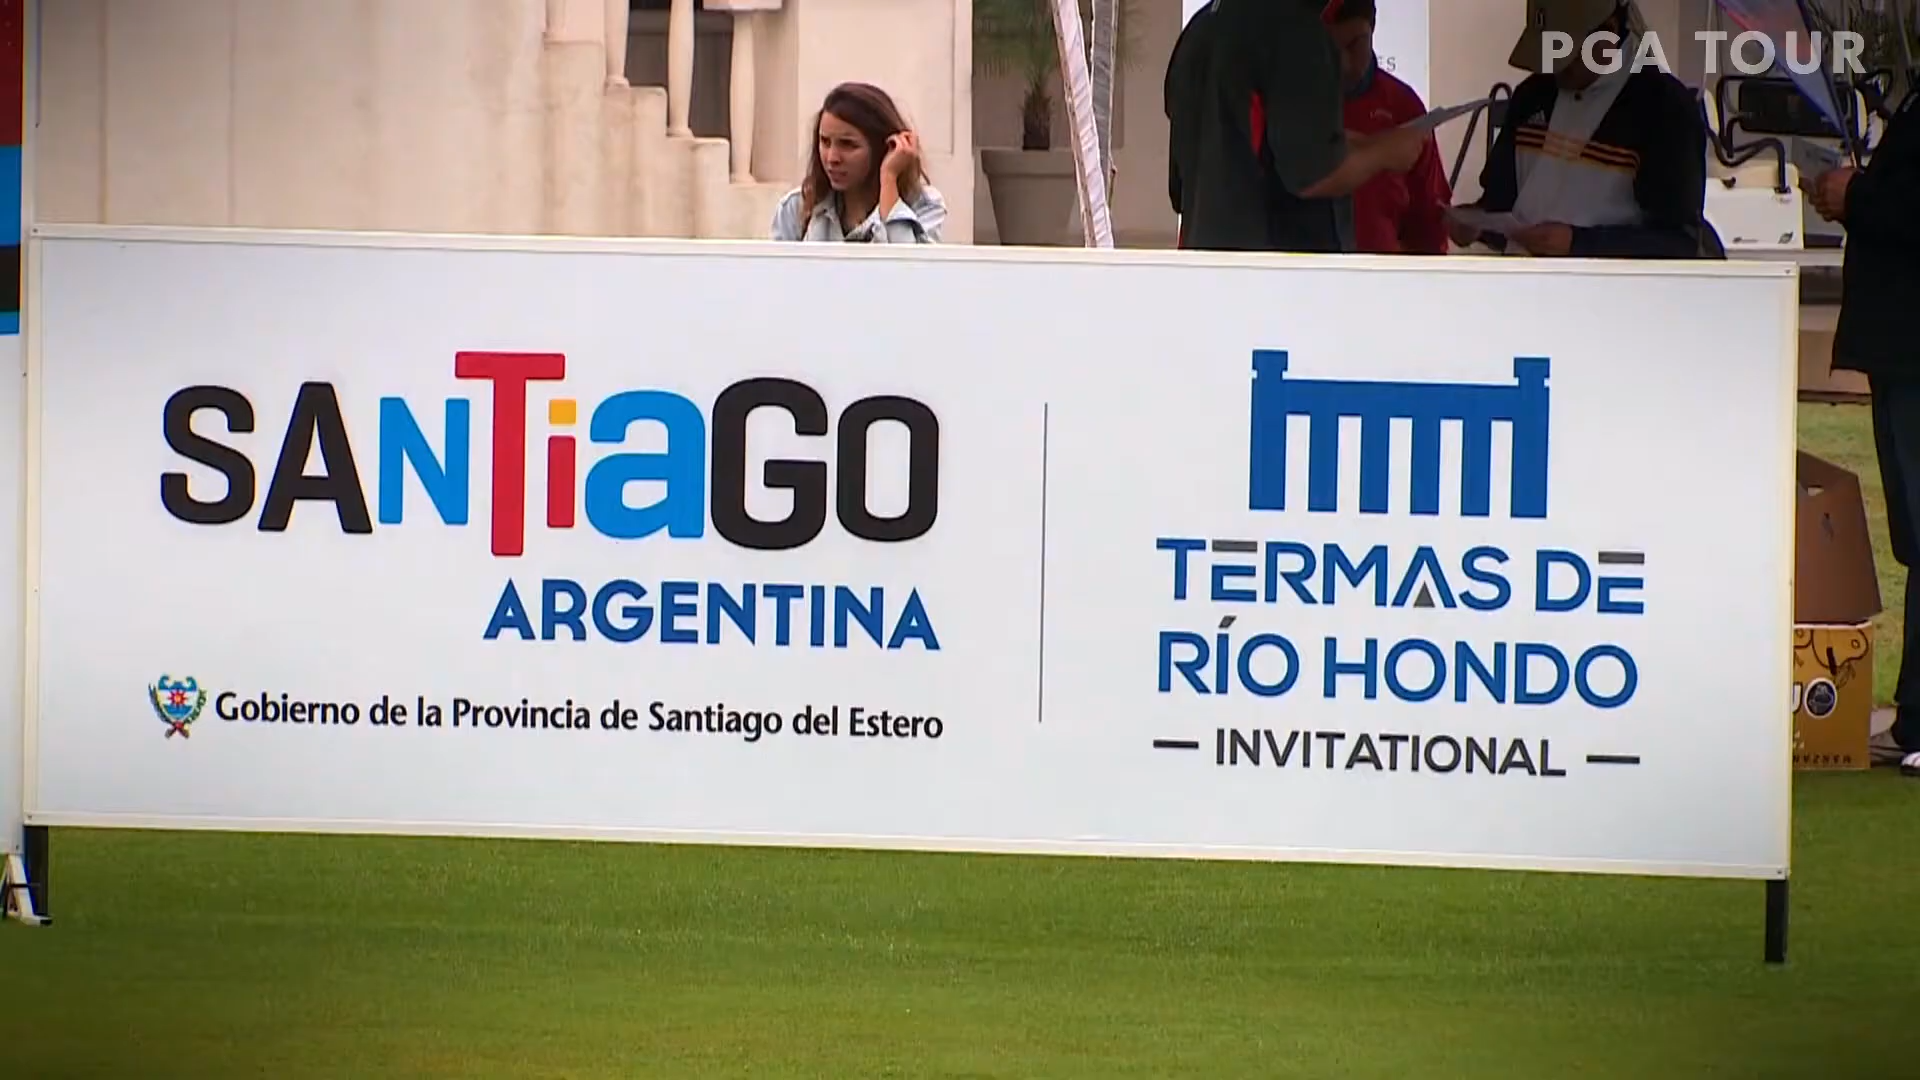 PGA TOUR
SANTiaGO
ARGENTINA
Gobierno de la Provincia de Santiago del Estero
TERMAS DE
RÍO HONDO
— INVITATIONAL —